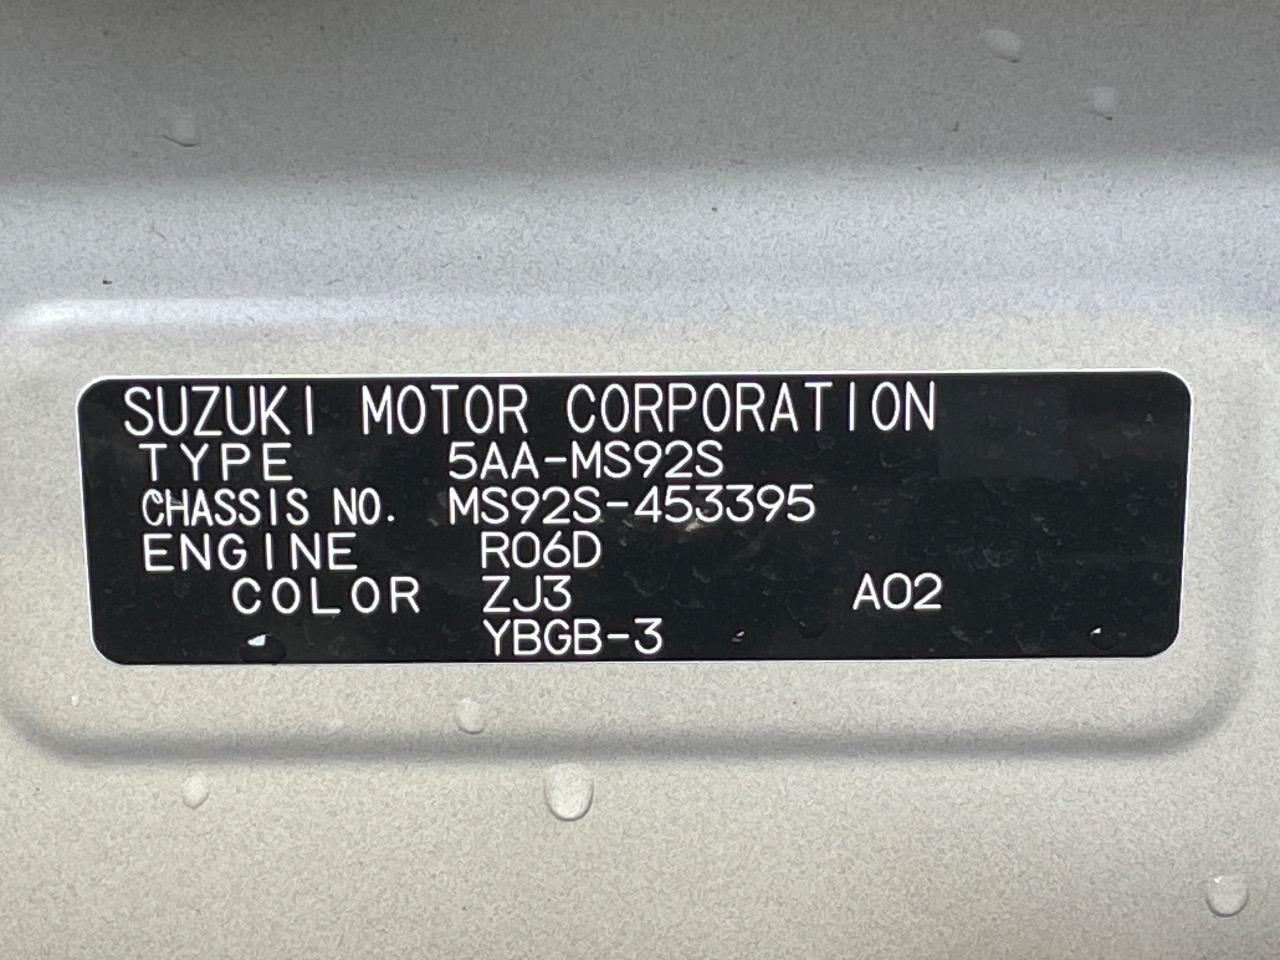 SUZUKI MOTOR CORPORATION
TYPE 5AA-MS92S
CHASSIS NO. MS92S-453395
ENGINE R06D
COLOR ZJ3 A02
YBGB-3